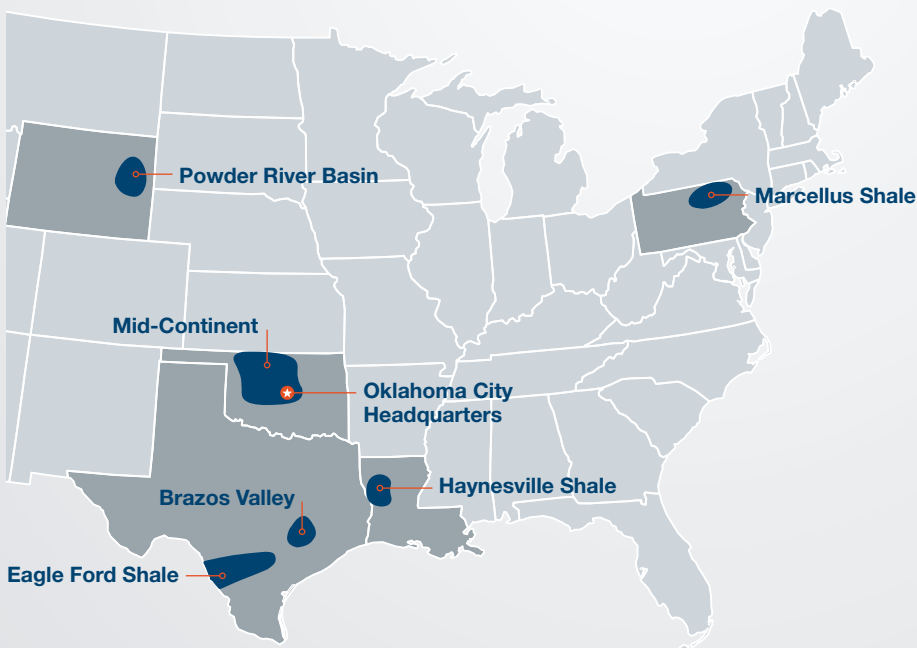 Powder River Basin
Marcellus Shale
Mid-Continent
Oklahoma City
Headquarters
Haynesville Shale
Brazos Valley
Eagle Ford Shale